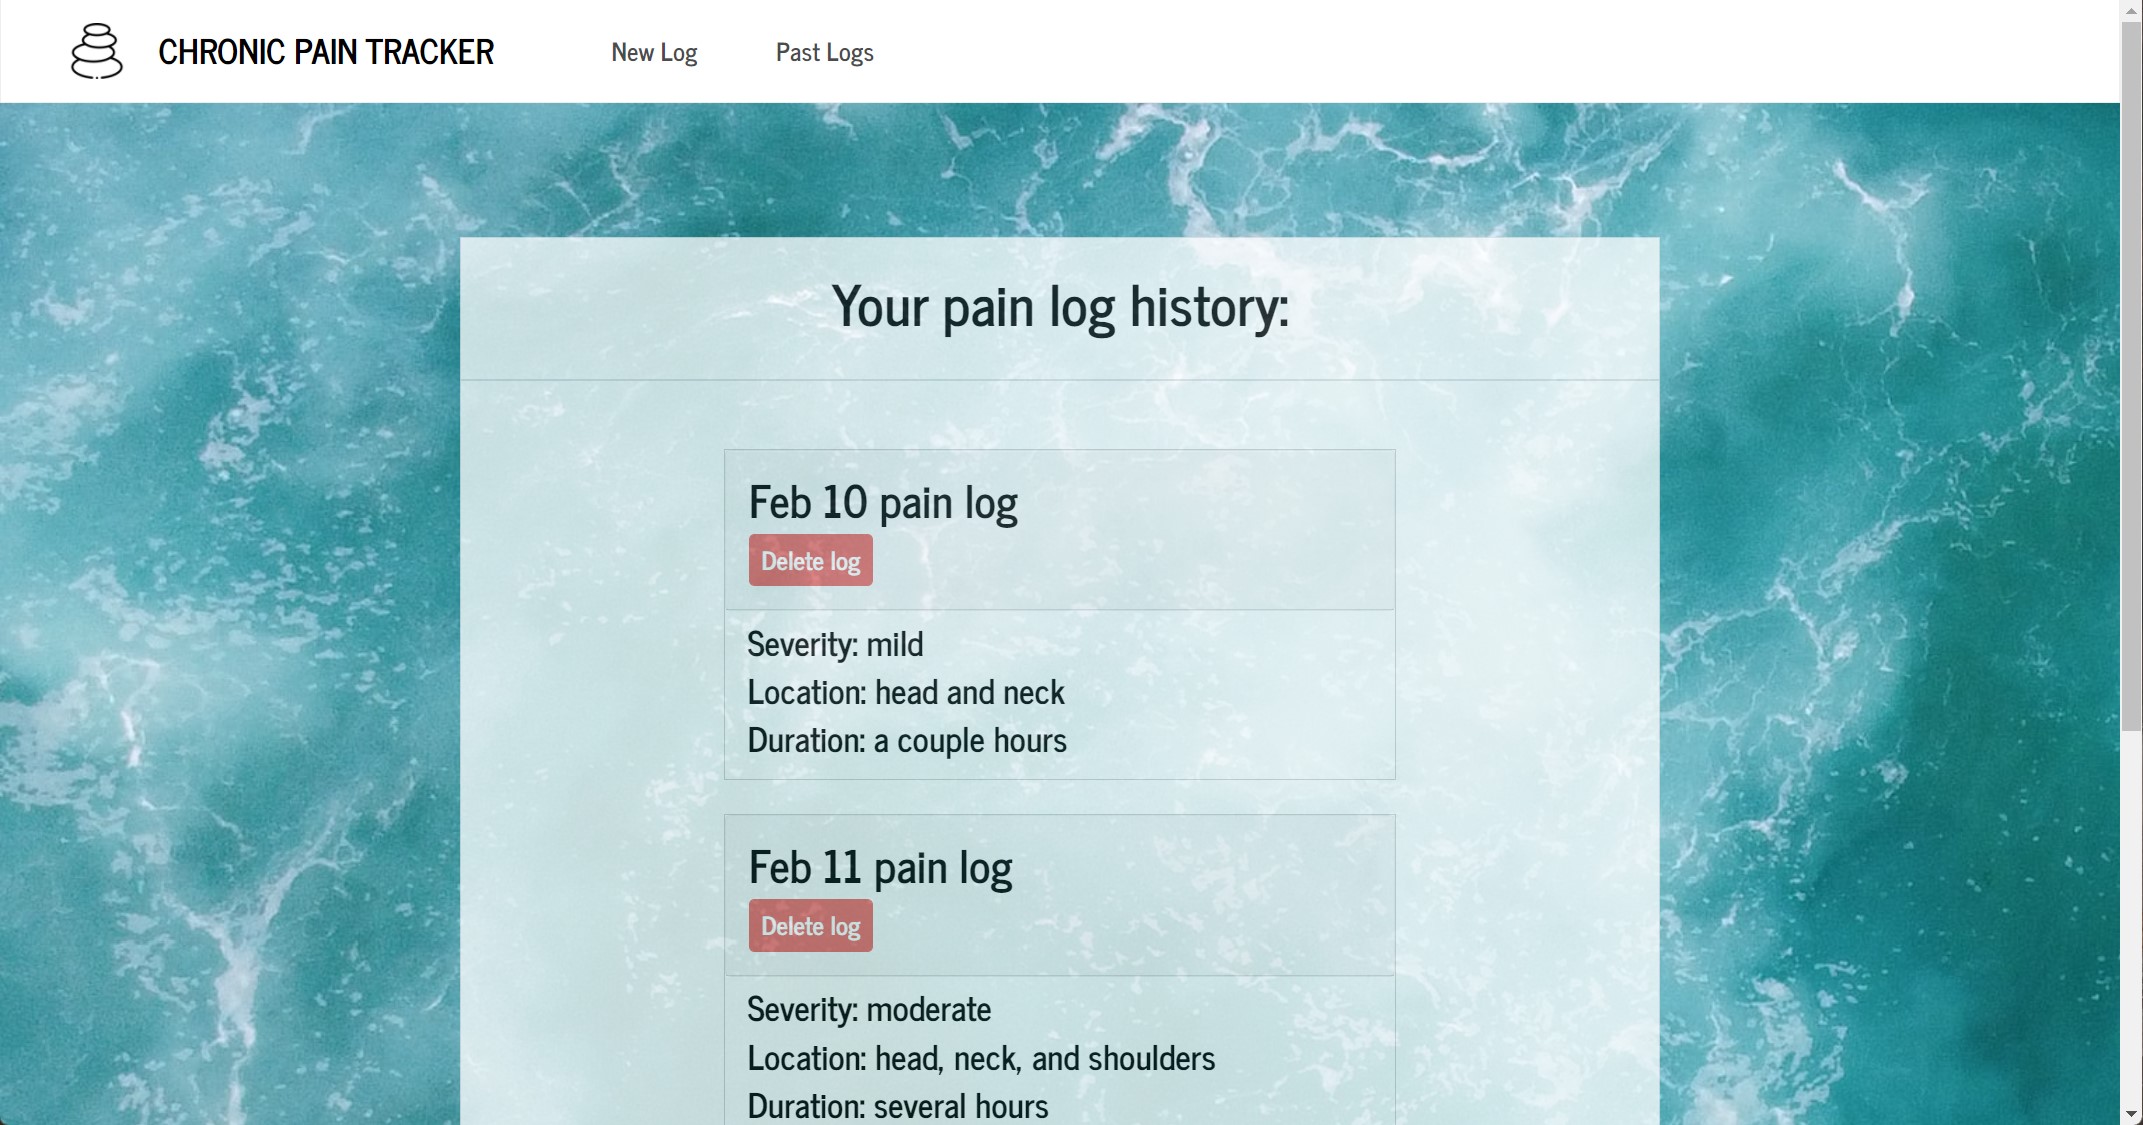 CHRONIC PAIN TRACKER
New Log
Past Logs
Your pain log history:
Feb 10 pain log
Delete log
Severity: mild
Location: head and neck
Duration: a couple hours
Feb 11 pain log
Delete log
Severity: moderate
Location: head, neck, and shoulders
Duration: several hours